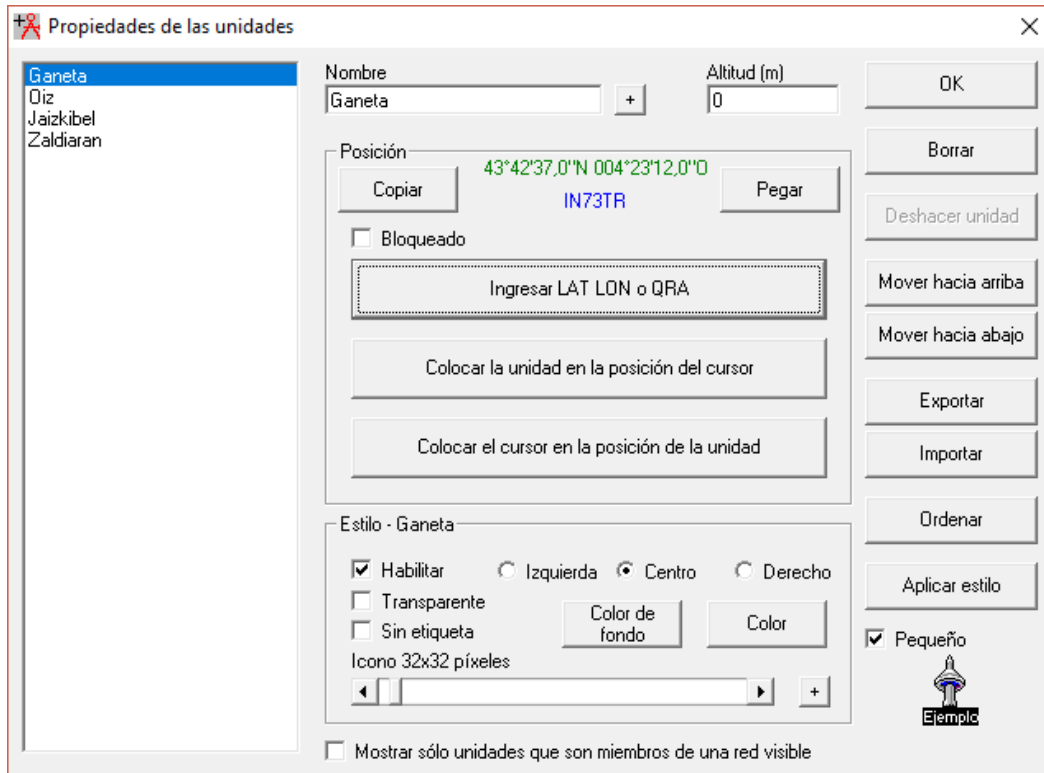 Propiedades de las unidades
Ganeta
Oiz
Jaizkibel
Zaldiaran
Nombre
Ganeta
+
Altitud (m)
0
Posición
Copiar
43°42'37,0''N 004°23'12,0''O
IN73TR
Pegar
Bloqueado
Ingresar LAT LON o QRA
Colocar la unidad en la posición del cursor
Colocar el cursor en la posición de la unidad
Estilo - Ganeta
Habilitar
Izquierda
Centro
Derecho
Transparente
Sin etiqueta
Color de
fondo
Color
Icono 32x32 píxeles
+
Mostrar sólo unidades que son miembros de una red visible
OK
Borrar
Deshacer unidad
Mover hacia arriba
Mover hacia abajo
Exportar
Importar
Ordenar
Aplicar estilo
Pequeño
Ejemplo